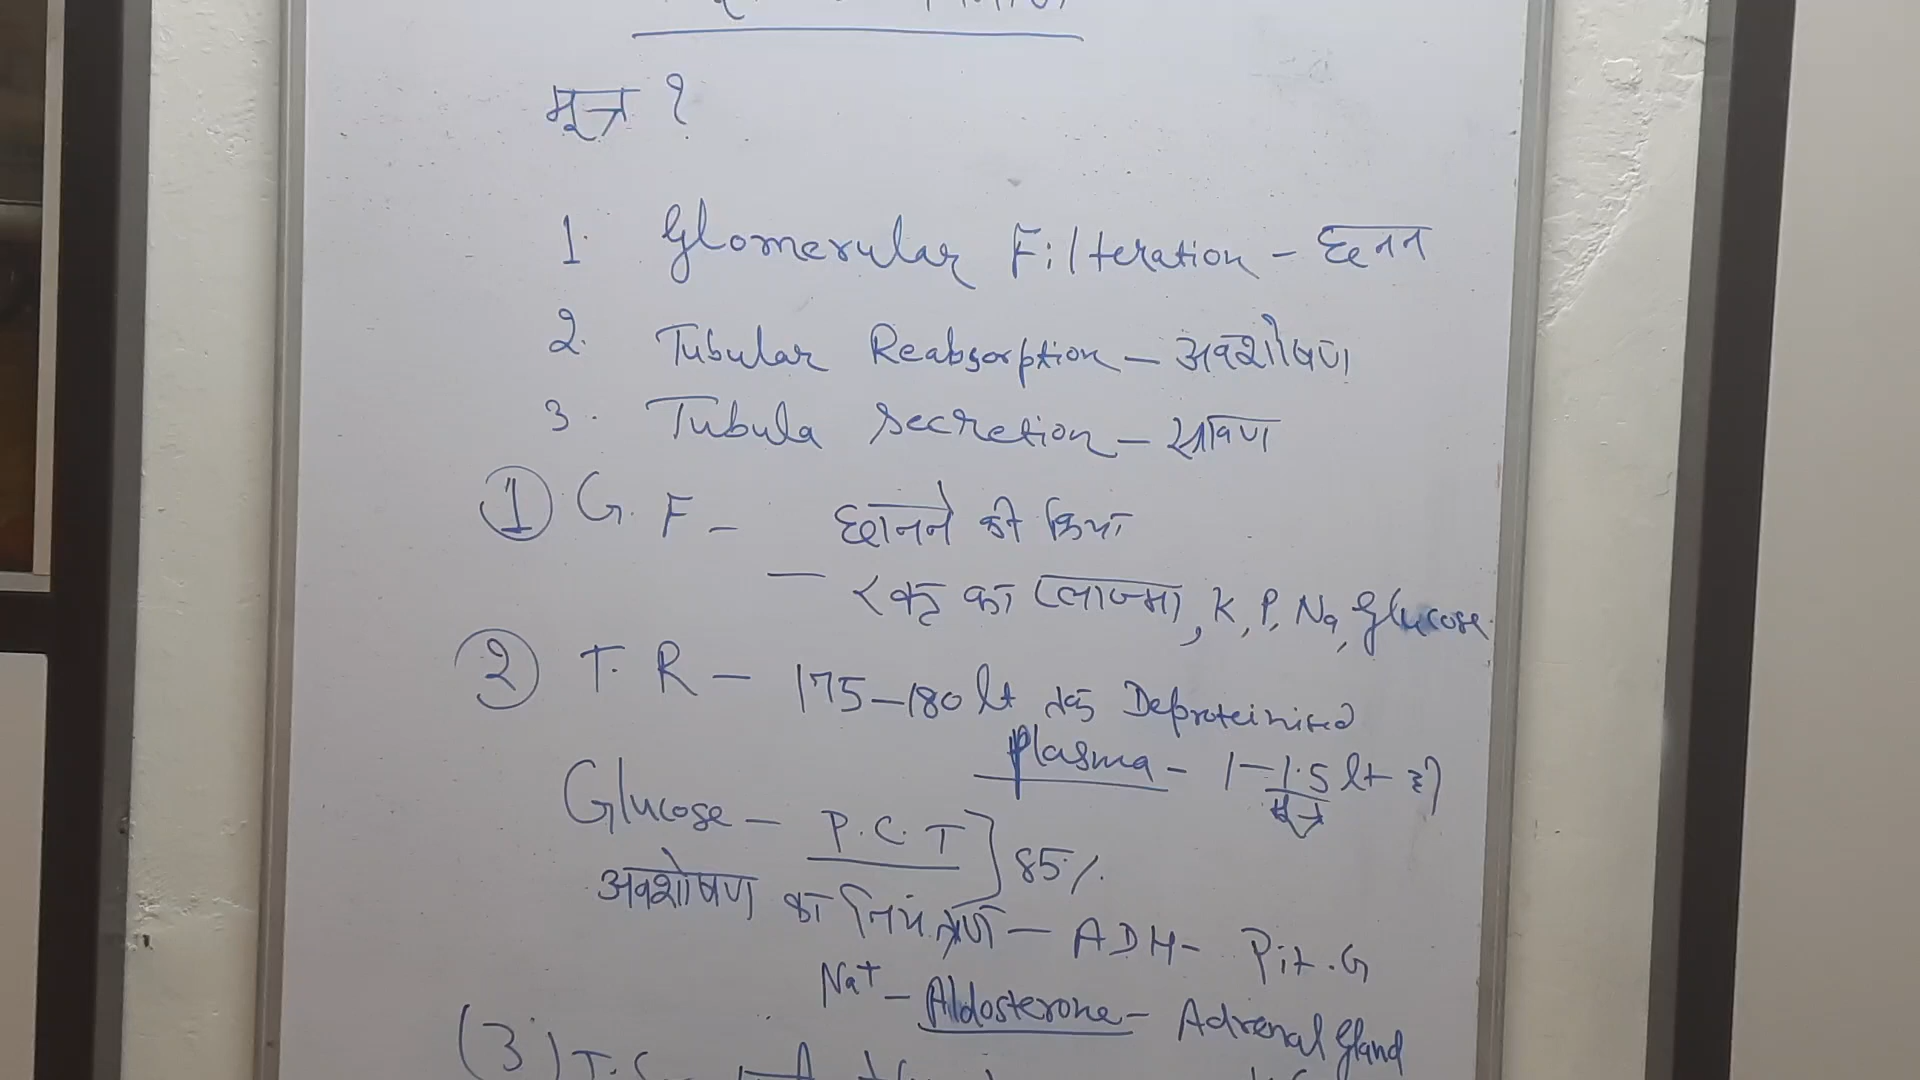 मूत्र ?
1. Glomerular Filteration - छनन
2. Tubular Reabsorption - अवशोषण
3. Tubula Secretion - स्रावण
① G. F - छानने की क्रिया
— रक्त का प्लाज्मा, K, P, Na, Glucose
② T. R - 175-180 lt तक Deproteinised
Plasma - 1-1.5 lt
मूत्र
Glucose - P.C.T ] 85%
अवशोषण का नियंत्रण - ADH - Pit.G
Na+ - Aldosterone - Adrenal Gland
(3) T.S